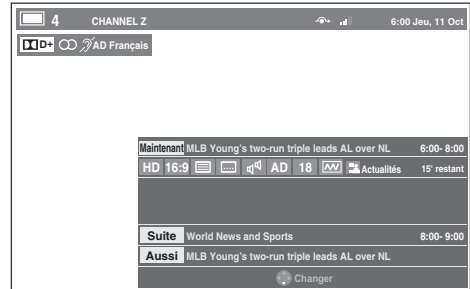 4 CHANNEL Z 6:00 Jeu, 11 Oct
D+ AD Français
Maintenant MLB Young's two-run triple leads AL over NL 6:00- 8:00
HD 16:9 AD 18 Actualités 15' restant
Suite World News and Sports 8:00- 9:00
Aussi MLB Young's two-run triple leads AL over NL
Changer